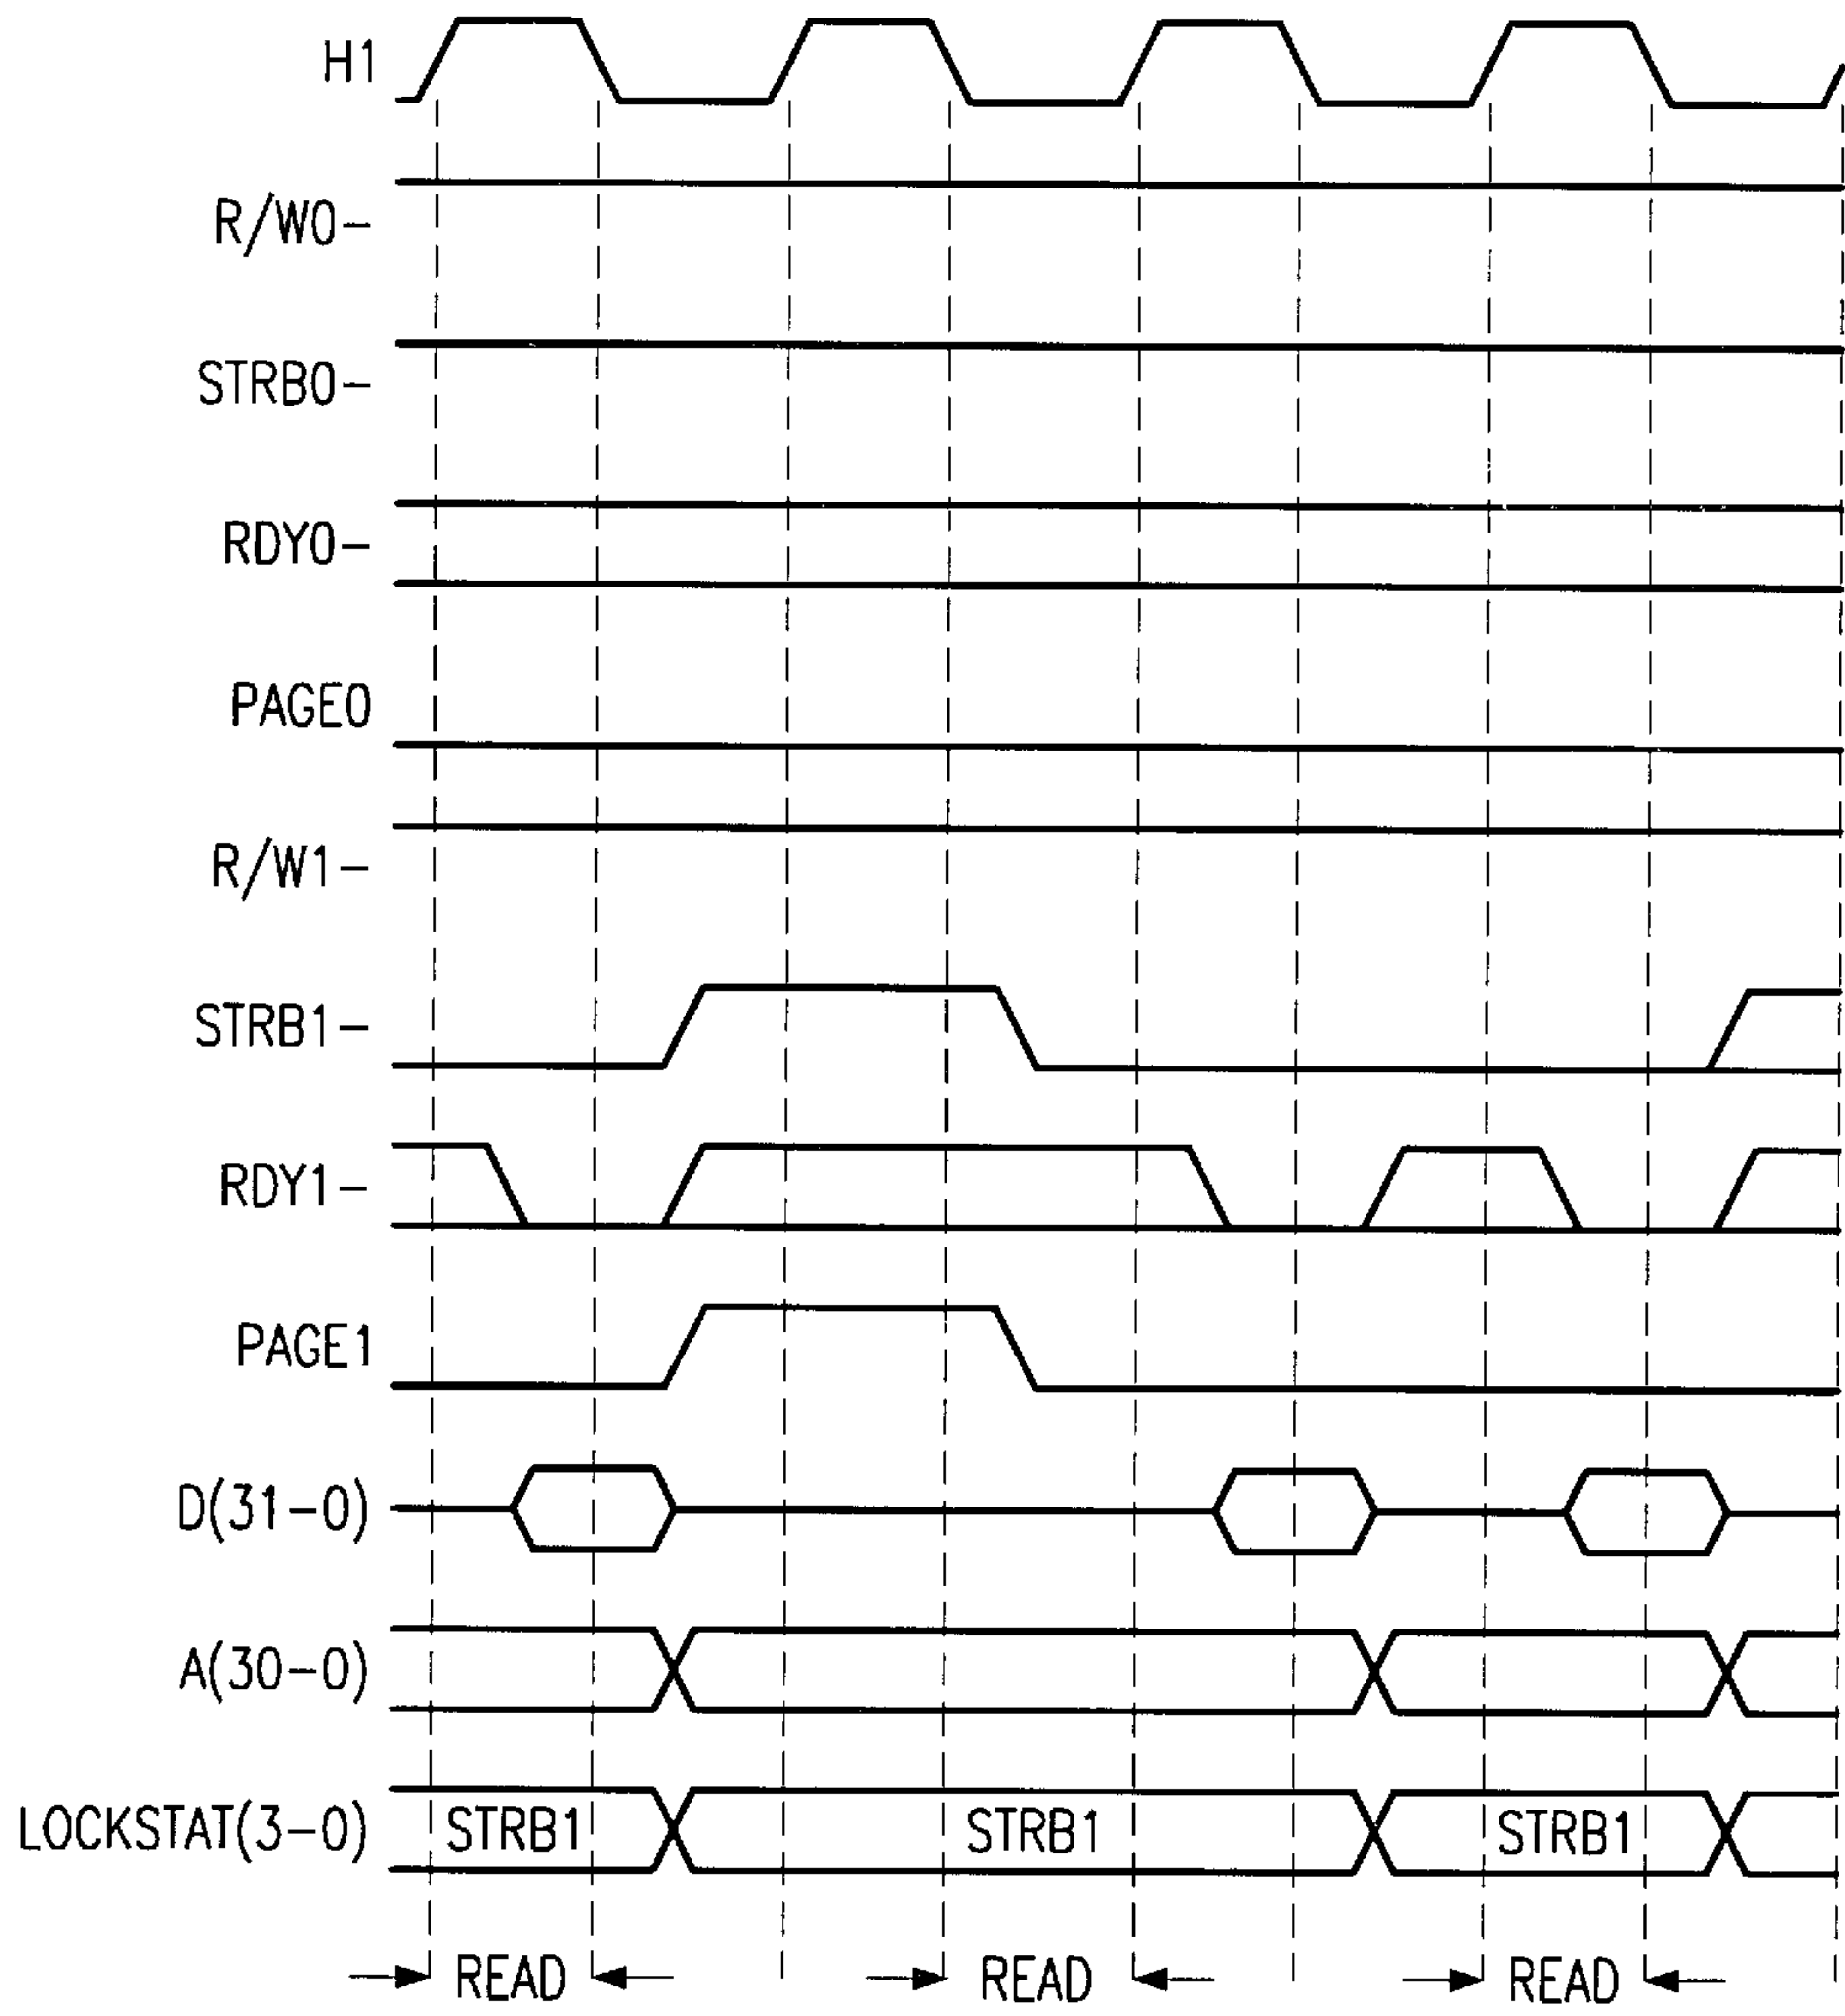 H1
R/W0-
STRB0-
RDY0-
PAGE0
R/W1-
STRB1-
RDY1-
PAGE1
D(31-0)
A(30-0)
LOCKSTAT(3-0) STRB1 STRB1 STRB1
READ READ READ